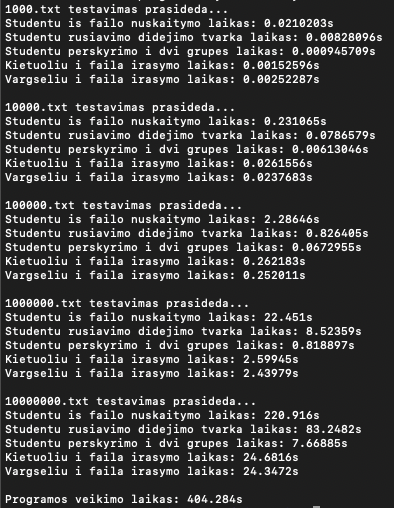 1000.txt testavimas prasideda...
Studentu is failo nuskaitymo laikas: 0.0210203s
Studentu rusiavimo didejimo tvarka laikas: 0.00828096s
Studentu perskyrimo i dvi grupes laikas: 0.000945709s
Kietuoliu i faila irasymo laikas: 0.00152596s
Vargseliu i faila irasymo laikas: 0.00252287s

10000.txt testavimas prasideda...
Studentu is failo nuskaitymo laikas: 0.231065s
Studentu rusiavimo didejimo tvarka laikas: 0.0786579s
Studentu perskyrimo i dvi grupes laikas: 0.00613046s
Kietuoliu i faila irasymo laikas: 0.0261556s
Vargseliu i faila irasymo laikas: 0.0237683s

100000.txt testavimas prasideda...
Studentu is failo nuskaitymo laikas: 2.28646s
Studentu rusiavimo didejimo tvarka laikas: 0.826405s
Studentu perskyrimo i dvi grupes laikas: 0.0672955s
Kietuoliu i faila irasymo laikas: 0.262183s
Vargseliu i faila irasymo laikas: 0.252011s

1000000.txt testavimas prasideda...
Studentu is failo nuskaitymo laikas: 22.451s
Studentu rusiavimo didejimo tvarka laikas: 8.52359s
Studentu perskyrimo i dvi grupes laikas: 0.818897s
Kietuoliu i faila irasymo laikas: 2.59945s
Vargseliu i faila irasymo laikas: 2.43979s

10000000.txt testavimas prasideda...
Studentu is failo nuskaitymo laikas: 220.916s
Studentu rusiavimo didejimo tvarka laikas: 83.2482s
Studentu perskyrimo i dvi grupes laikas: 7.66885s
Kietuoliu i faila irasymo laikas: 24.6816s
Vargseliu i faila irasymo laikas: 24.3472s

Programos veikimo laikas: 404.284s